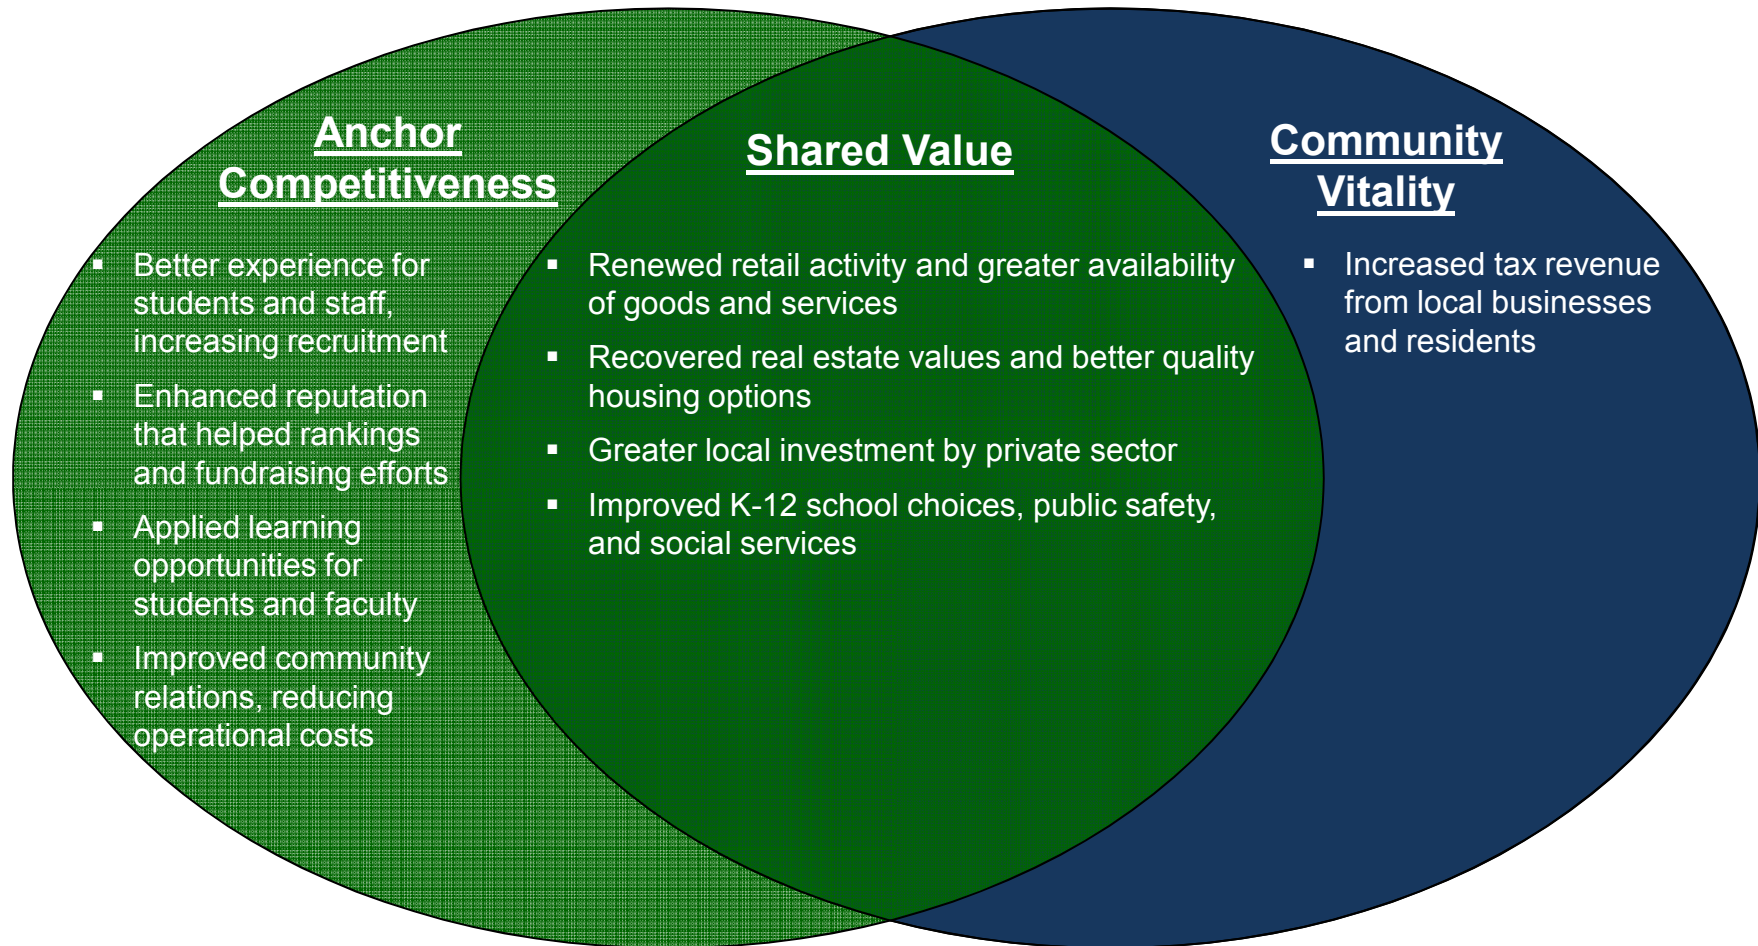 Anchor
Competitiveness
▪ Better experience for
students and staff,
increasing recruitment
▪ Enhanced reputation
that helped rankings
and fundraising efforts
▪ Applied learning
opportunities for
students and faculty
▪ Improved community
relations, reducing
operational costs
Shared Value
▪ Renewed retail activity and greater availability
of goods and services
▪ Recovered real estate values and better quality
housing options
▪ Greater local investment by private sector
▪ Improved K-12 school choices, public safety,
and social services
Community
Vitality
▪ Increased tax revenue
from local businesses
and residents